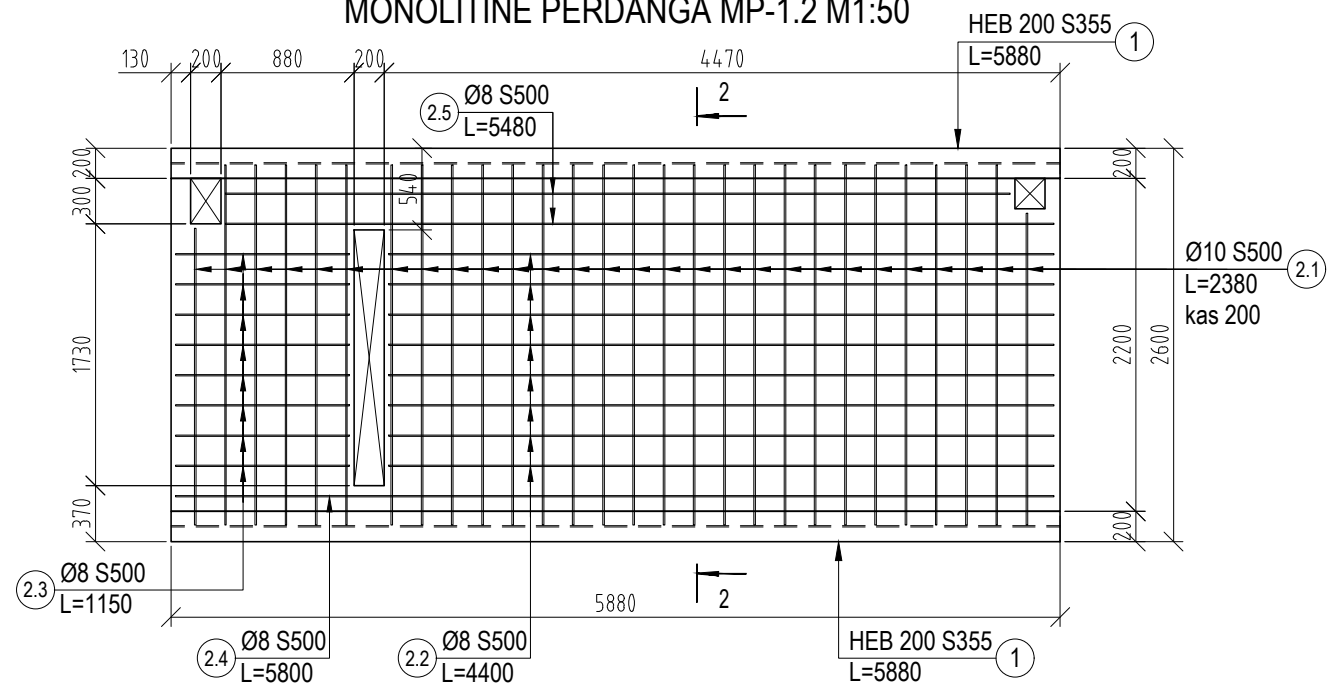 MONOLITINĖ PERDANGA MP-1.2 M1:50
HEB 200 S355
L=5880
1
130
200
880
200
4470
2
2.5
Ø8 S500
L=5480
200
300
540
200
Ø10 S500
L=2380
kas 200
2.1
1730
2200
2600
370
200
2.3
Ø8 S500
L=1150
5880
2
2.4
Ø8 S500
L=5800
2.2
Ø8 S500
L=4400
HEB 200 S355
L=5880
1